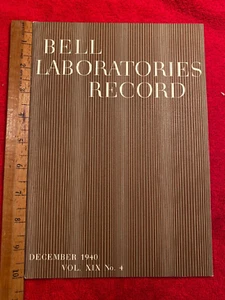 BELL
LABORATORIES
RECORD
DECEMBER 1940
VOL. XIX No. 4